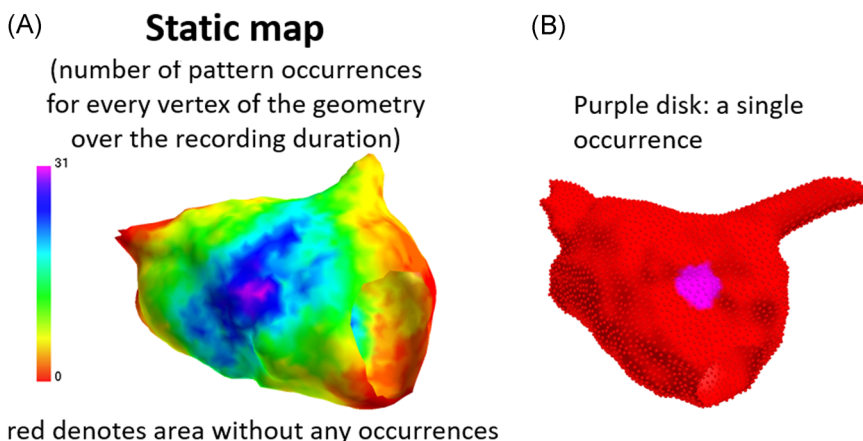 (A)
Static map
(number of pattern occurrences
for every vertex of the geometry
over the recording duration)
31
0
red denotes area without any occurrences
(B)
Purple disk: a single
occurrence